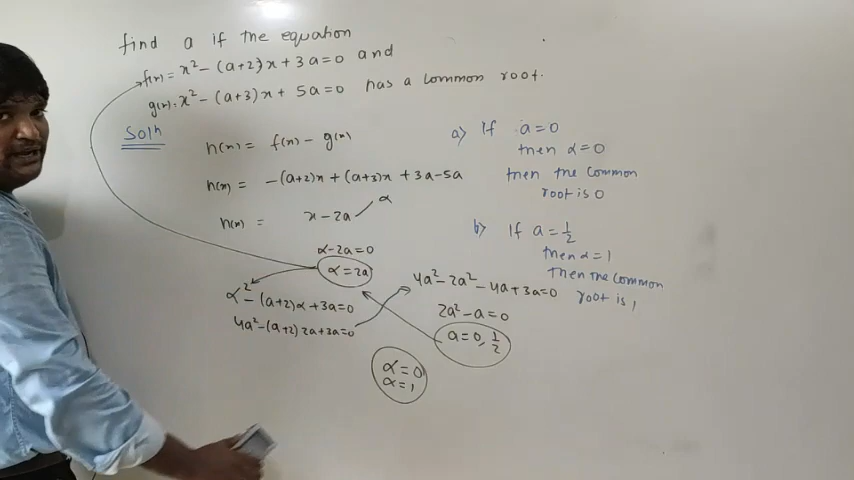 find a if the equation
f(x) = x² - (a+2)x + 3a = 0 and
g(x) : x² - (a+3)x + 5a = 0 has a common root.
Solⁿ
h(x) = f(x) - g(x)
h(x) = -(a+2)x + (a+3)x + 3a - 5a
h(x) = x - 2a
α
α - 2a = 0
α = 2a
α² - (a+2)α + 3a = 0
4a² - (a+2) 2a + 3a = 0
4a² - 2a² - 4a + 3a = 0
2a² - a = 0
a = 0, 1/2
α = 0
α = 1
a) If a = 0
then α = 0
then the common
root is 0
b) If a = 1/2
then α = 1
Then the common
root is 1